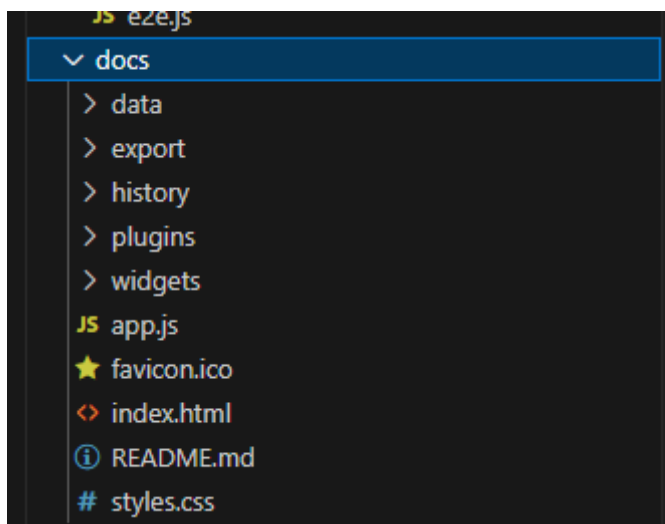 JS e2e.js
docs
data
export
history
plugins
widgets
JS app.js
favicon.ico
index.html
README.md
# styles.css